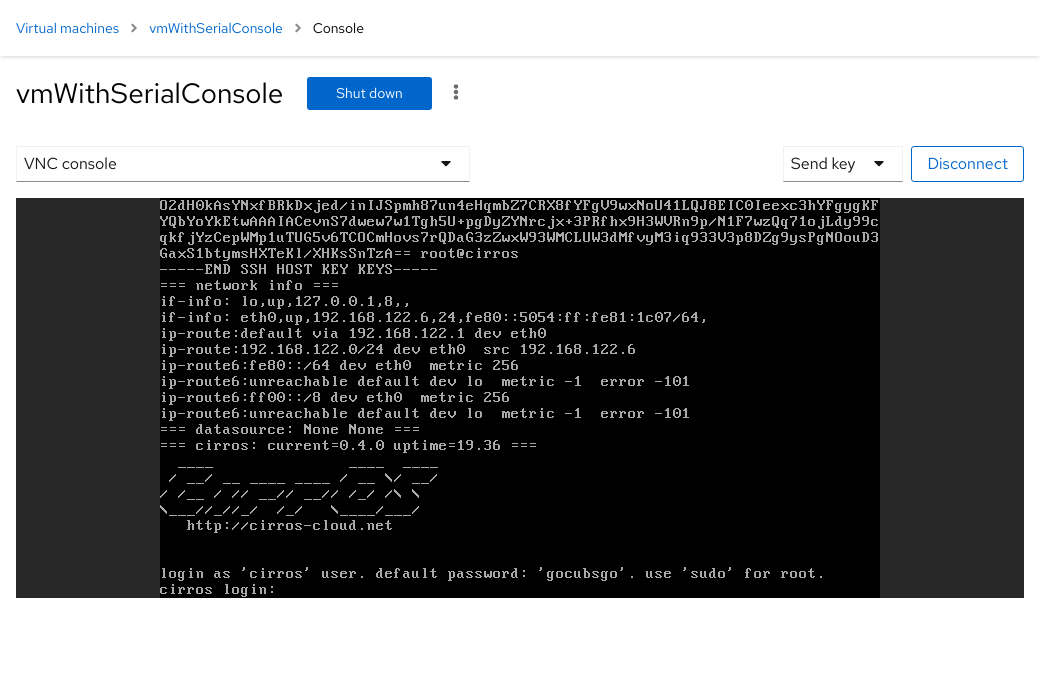 Virtual machines > vmWithSerialConsole > Console
vmWithSerialConsole Shut down
VNC console Send key Disconnect
O2dH0kAsYNxfBRkDxjed/inIJSpmh87un4eHqmbZ7CRX8fYFgV9wxNoU41LQJ8EIC0Ieexc3hYFgygKF
YQbYoYkEtwAAAIACevnS7dwew7w1Tgh5U+pgDyZYNrcjx+3PRfhx9H3WVRn9p/N1F7wzQq71ojLdy99c
qkfjYzCepWMp1uTUG5v6TCOCmHovs7rQDaG3zZwxW93WMCLUW3dMfvyM3iq933V3p8DZg9ysPgNOouD3
GaxS1btymsHXTeKl/XHKsSnTzA== root@cirros
-----END SSH HOST KEY KEYS-----
=== network info ===
if-info: lo,up,127.0.0.1,8,,
if-info: eth0,up,192.168.122.6,24,fe80::5054:ff:fe81:1c07/64,
ip-route:default via 192.168.122.1 dev eth0
ip-route:192.168.122.0/24 dev eth0  src 192.168.122.6
ip-route6:fe80::/64 dev eth0  metric 256
ip-route6:unreachable default dev lo  metric -1  error -101
ip-route6:ff00::/8 dev eth0  metric 256
ip-route6:unreachable default dev lo  metric -1  error -101
=== datasource: None None ===
=== cirros: current=0.4.0 uptime=19.36 ===
http://cirros-cloud.net
login as 'cirros' user. default password: 'gocubsgo'. use 'sudo' for root.
cirros login: